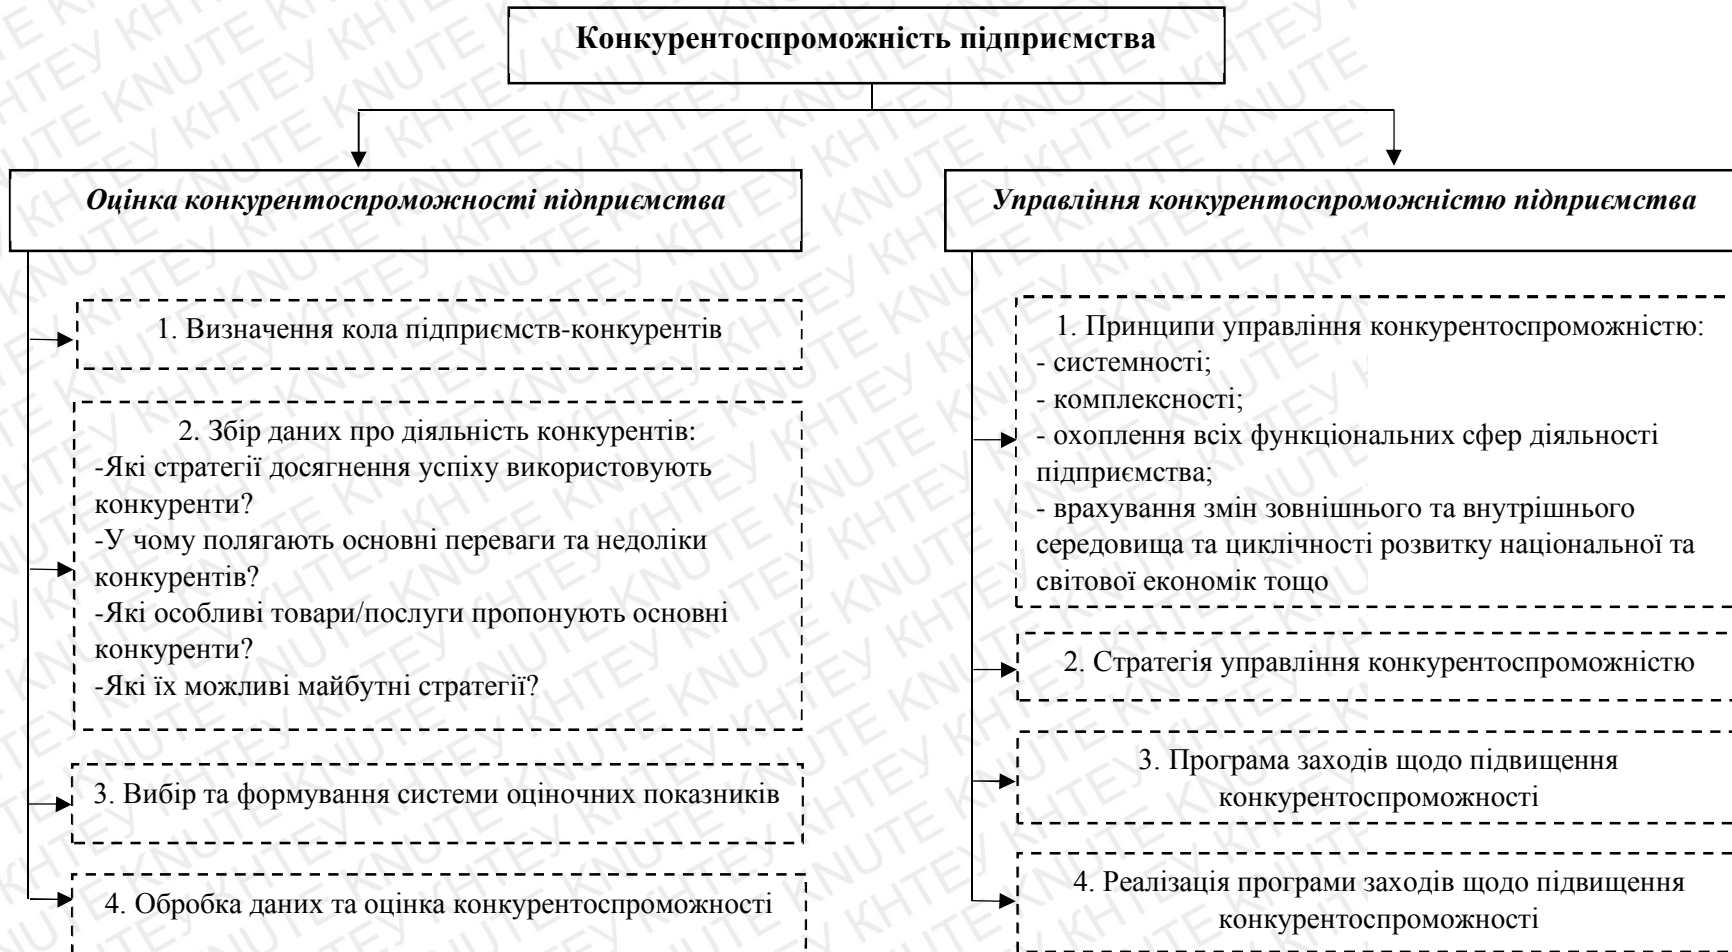 Конкурентоспроможність підприємства
Оцінка конкурентоспроможності підприємства
1. Визначення кола підприємств-конкурентів
2. Збір даних про діяльність конкурентів:
-Які стратегії досягнення успіху використовують
конкуренти?
-У чому полягають основні переваги та недоліки
конкурентів?
-Які особливі товари/послуги пропонують основні
конкуренти?
-Які їх можливі майбутні стратегії?
3. Вибір та формування системи оціночних показників
4. Обробка даних та оцінка конкурентоспроможності
Управління конкурентоспроможністю підприємства
1. Принципи управління конкурентоспроможністю:
- системності;
- комплексності;
- охоплення всіх функціональних сфер діяльності
підприємства;
- врахування змін зовнішнього та внутрішнього
середовища та циклічності розвитку національної та
світової економік тощо
2. Стратегія управління конкурентоспроможністю
3. Програма заходів щодо підвищення
конкурентоспроможності
4. Реалізація програми заходів щодо підвищення
конкурентоспроможності